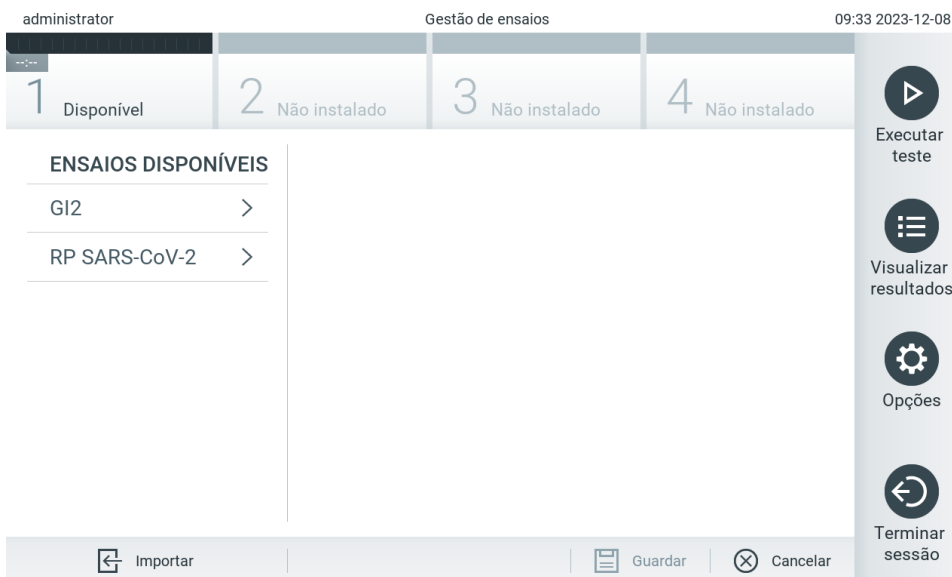 administrator
Gestão de ensaios
09:33 2023-12-08
--:--
1 Disponível
2 Não instalado
3 Não instalado
4 Não instalado
Executar
teste
ENSAIOS DISPONÍVEIS
GI2
RP SARS-CoV-2
Visualizar
resultados
Opções
Terminar
sessão
Importar
Guardar
Cancelar